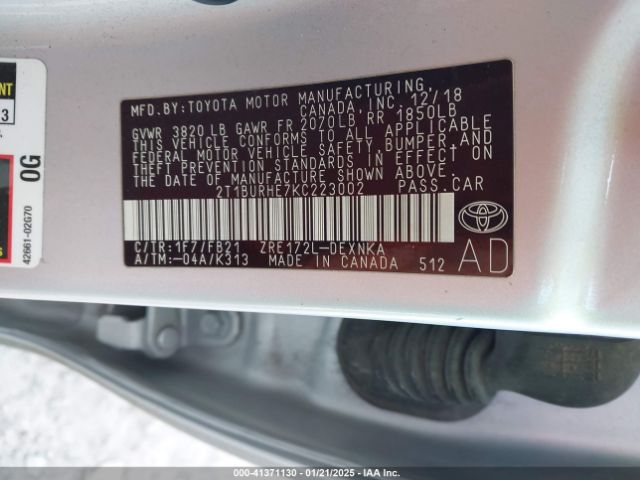 MFD.BY:TOYOTA MOTOR MANUFACTURING,
CANADA,INC. 12/18
GVWR 3820 LB GAWR FR 2070LB,RR 1850LB
THIS VEHICLE CONFORMS TO ALL APPLICABLE
FEDERAL MOTOR VEHICLE SAFETY, BUMPER,AND
THEFT PREVENTION STANDARDS IN EFFECT ON
THE DATE OF MANUFACTURE SHOWN ABOVE.
2T1BURHE7KC223002 PASS.CAR
C/TR:1F7/FB21 ZRE172L-DEXNKA
A/TM:-04A/K313 MADE IN CANADA 512
AD
0G
42661-02G70
000-41371130 - 01/21/2025 - IAA Inc.